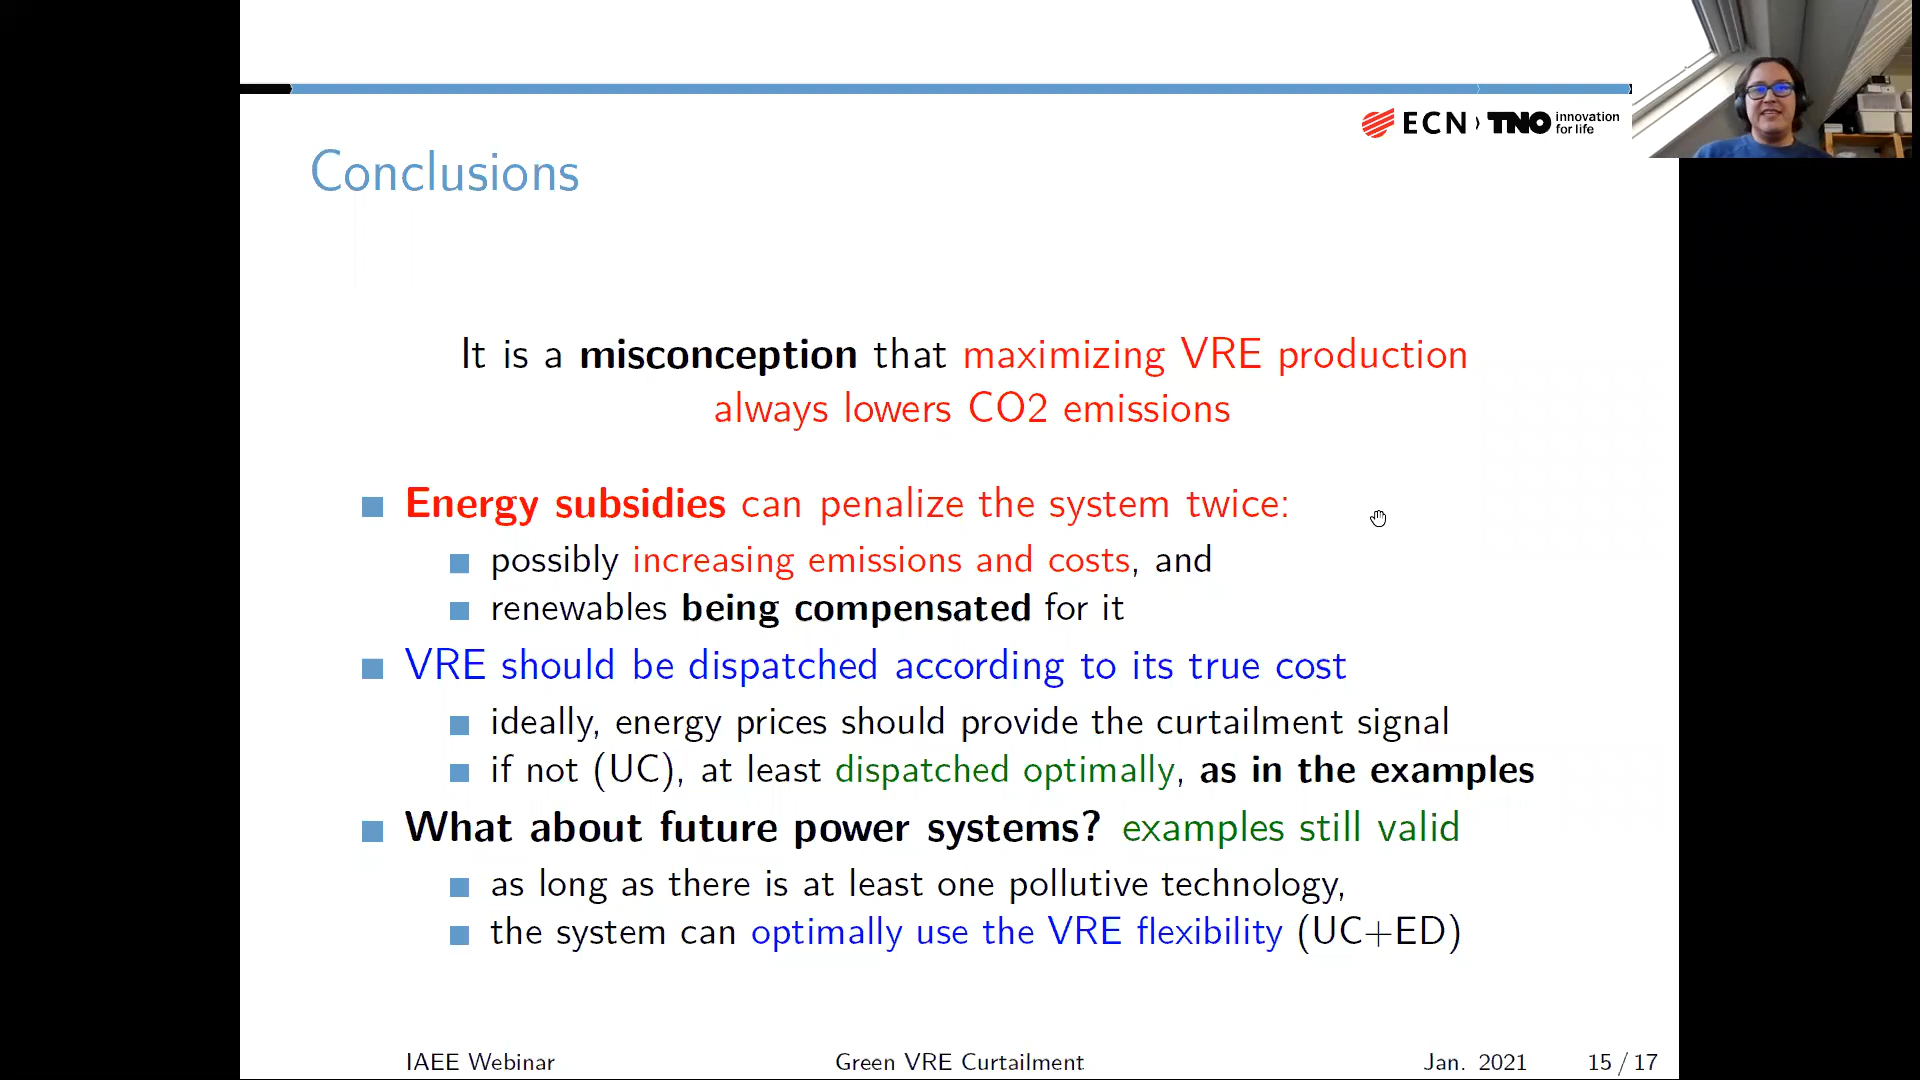 ECN › TNO innovation for life
Conclusions
It is a misconception that maximizing VRE production
always lowers CO2 emissions
Energy subsidies can penalize the system twice:
possibly increasing emissions and costs, and
renewables being compensated for it
VRE should be dispatched according to its true cost
ideally, energy prices should provide the curtailment signal
if not (UC), at least dispatched optimally, as in the examples
What about future power systems? examples still valid
as long as there is at least one pollutive technology,
the system can optimally use the VRE flexibility (UC+ED)
IAEE Webinar Green VRE Curtailment Jan. 2021 15 / 17